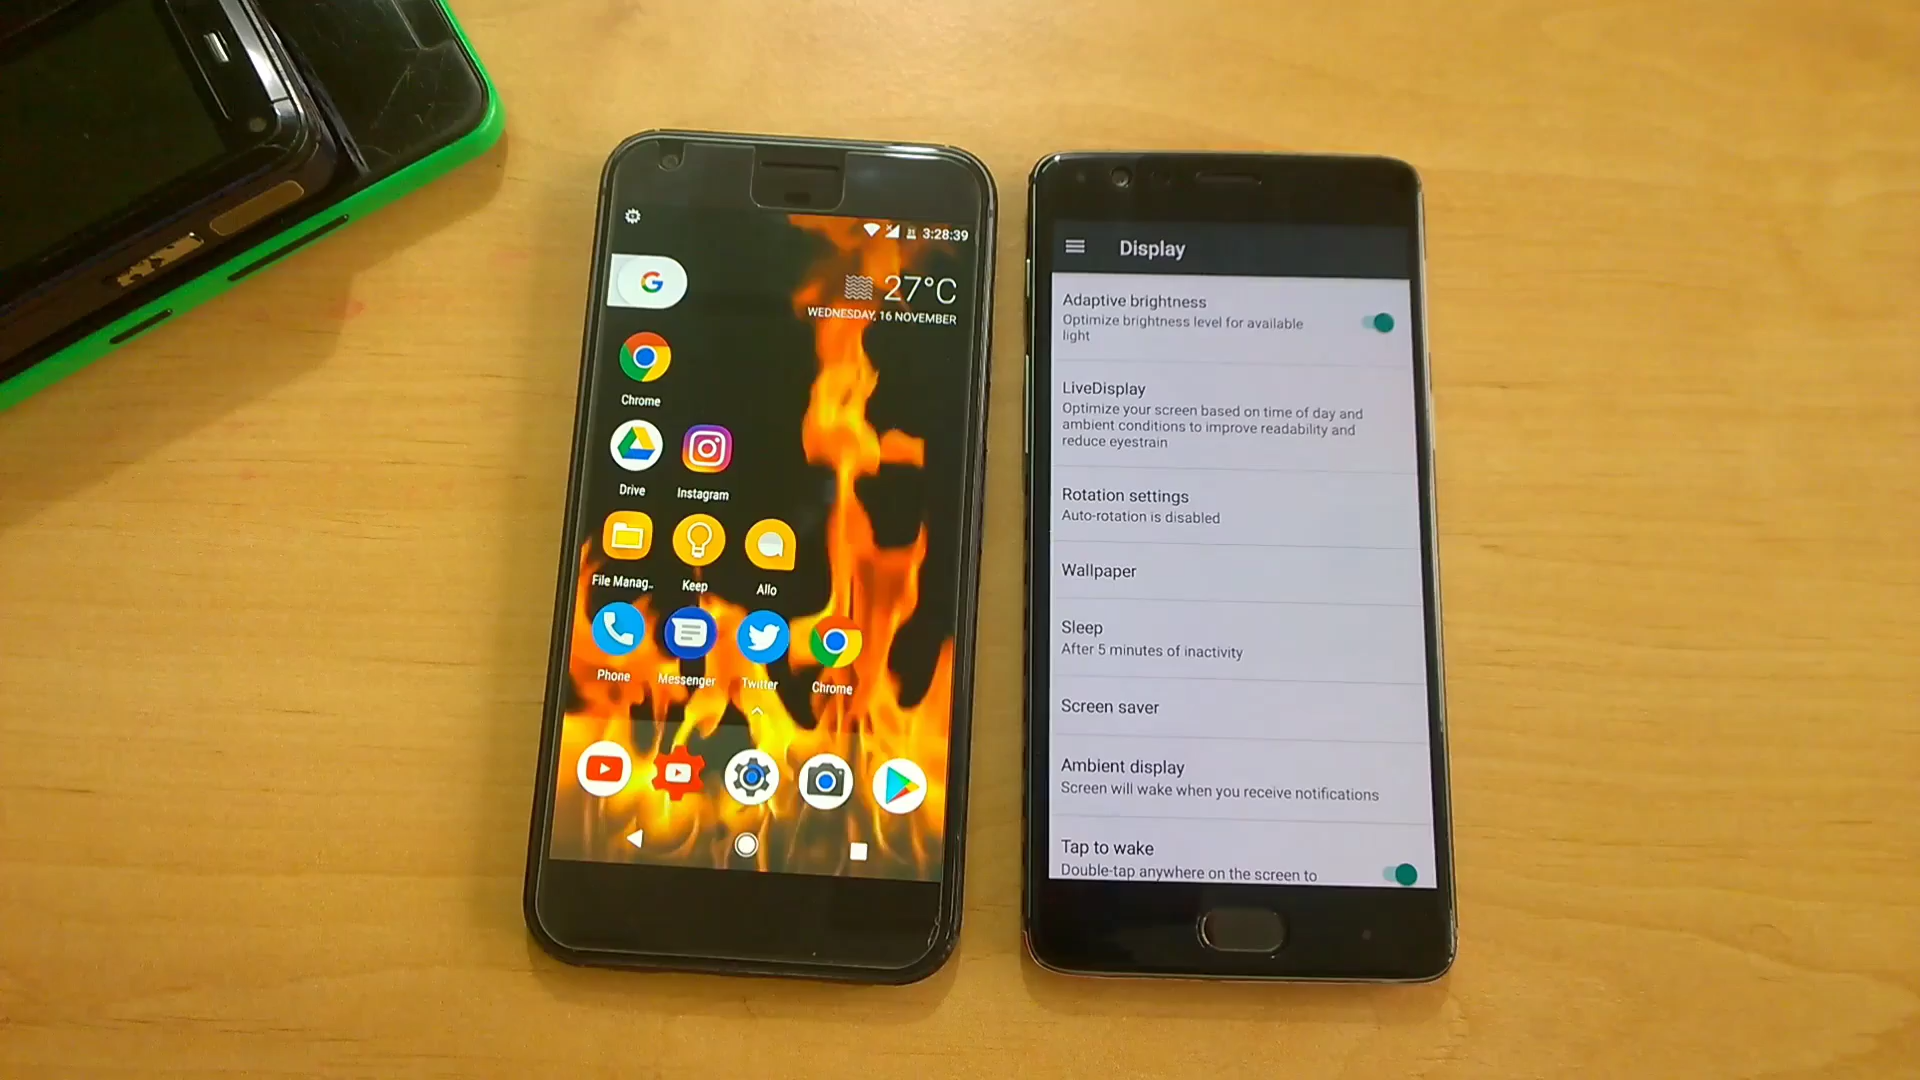 3:28:39
G
27°C
WEDNESDAY, 16 NOVEMBER
Chrome
Drive
Instagram
File Manag..
Keep
Allo
Phone
Messenger
Twitter
Chrome
Display
Adaptive brightness
Optimize brightness level for available
light
LiveDisplay
Optimize your screen based on time of day and
ambient conditions to improve readability and
reduce eyestrain
Rotation settings
Auto-rotation is disabled
Wallpaper
Sleep
After 5 minutes of inactivity
Screen saver
Ambient display
Screen will wake when you receive notifications
Tap to wake
Double-tap anywhere on the screen to